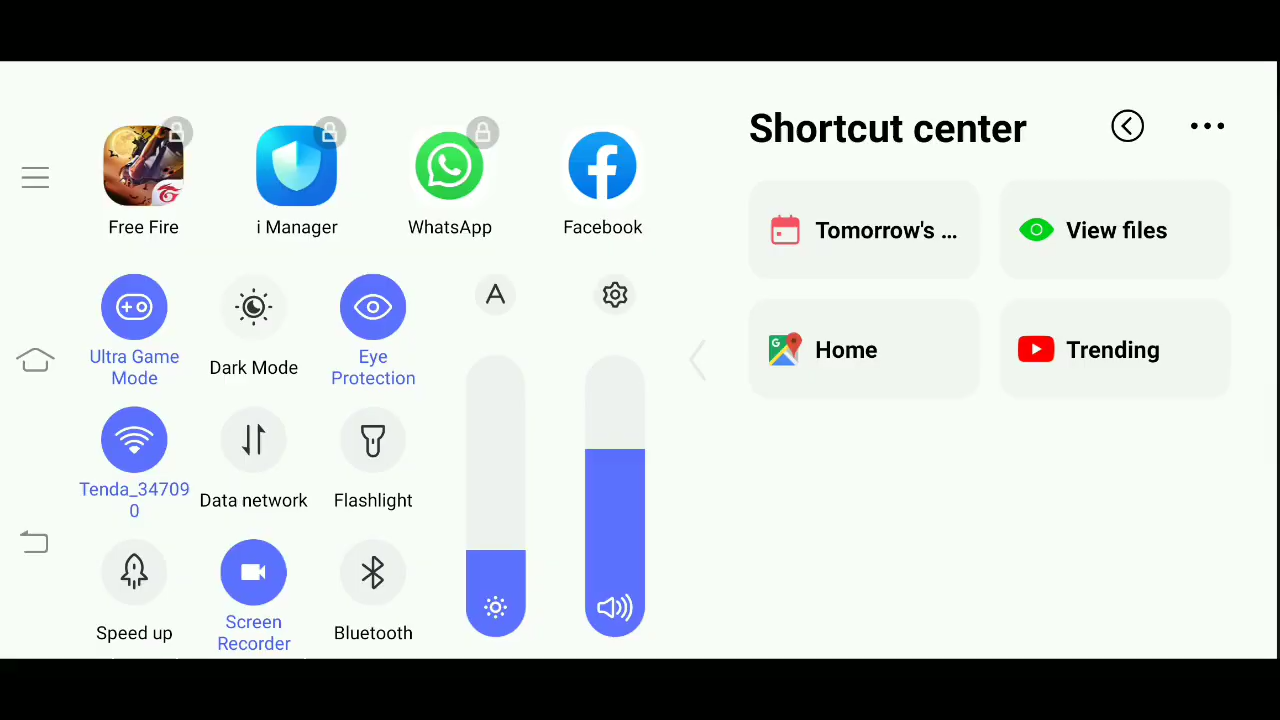 Shortcut center
Free Fire
i Manager
WhatsApp
Facebook
Tomorrow's ...
View files
Home
Trending
A
Ultra Game
Mode
Dark Mode
Eye
Protection
Tenda_34709
0
Data network
Flashlight
Speed up
Screen
Recorder
Bluetooth